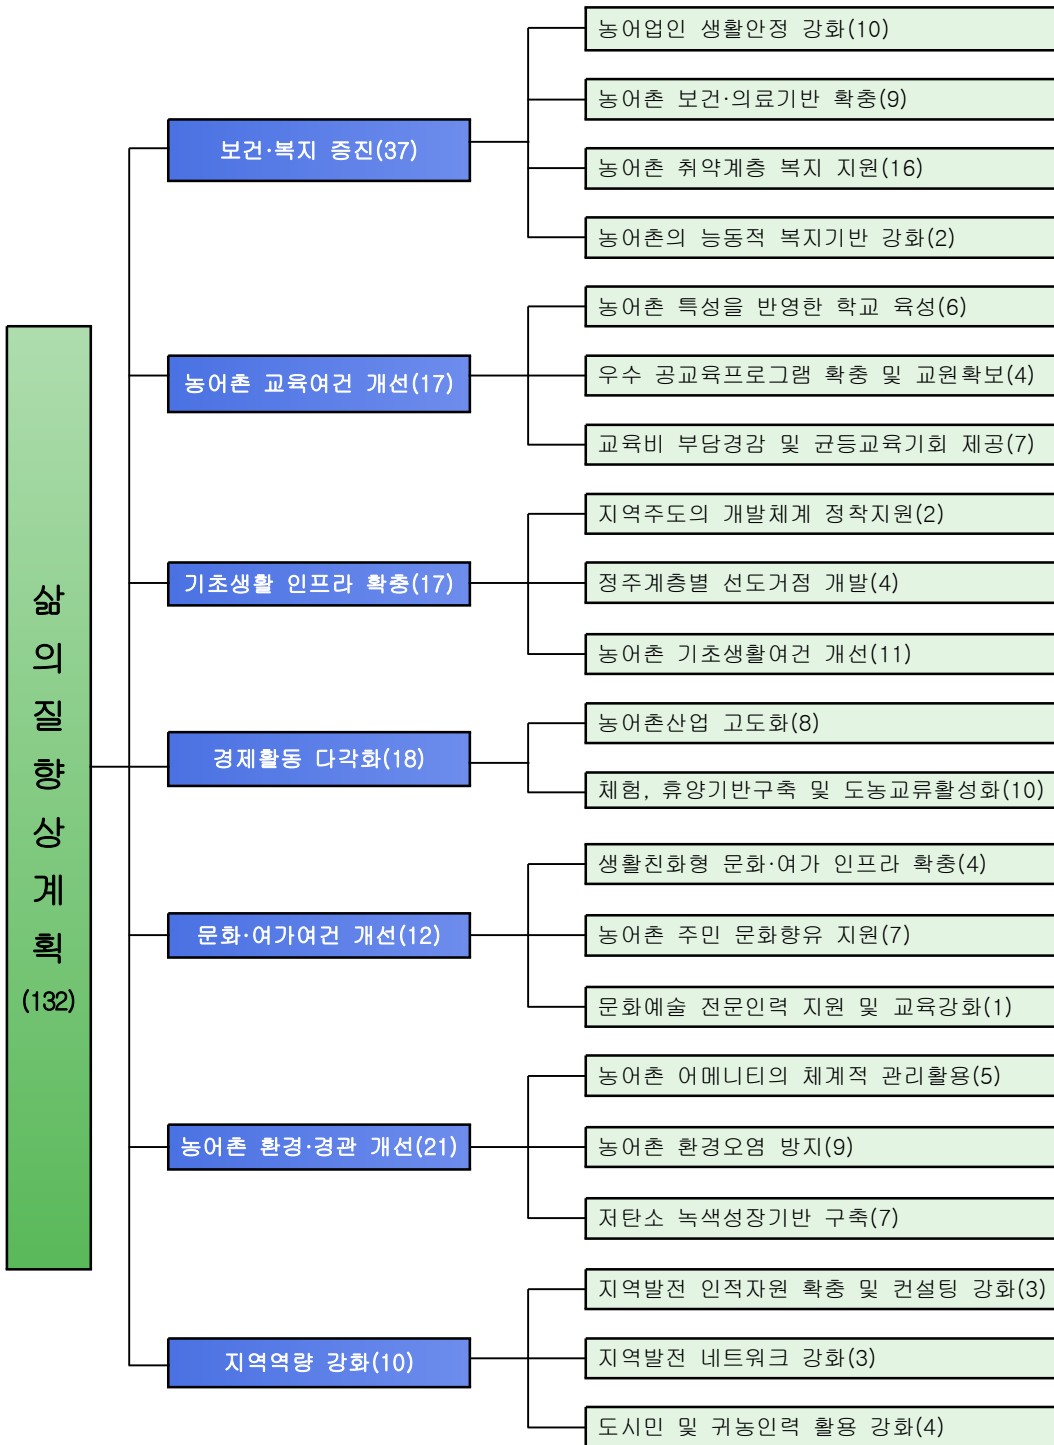 삶
의
질
향
상
계
획
(132)
보건·복지 증진(37)
농어업인 생활안정 강화(10)
농어촌 보건·의료기반 확충(9)
농어촌 취약계층 복지 지원(16)
농어촌의 능동적 복지기반 강화(2)
농어촌 교육여건 개선(17)
농어촌 특성을 반영한 학교 육성(6)
우수 공교육프로그램 확충 및 교원확보(4)
교육비 부담경감 및 균등교육기회 제공(7)
기초생활 인프라 확충(17)
지역주도의 개발체계 정착지원(2)
정주계층별 선도거점 개발(4)
농어촌 기초생활여건 개선(11)
경제활동 다각화(18)
농어촌산업 고도화(8)
체험, 휴양기반구축 및 도농교류활성화(10)
문화·여가여건 개선(12)
생활친화형 문화·여가 인프라 확충(4)
농어촌 주민 문화향유 지원(7)
문화예술 전문인력 지원 및 교육강화(1)
농어촌 환경·경관 개선(21)
농어촌 어메니티의 체계적 관리활용(5)
농어촌 환경오염 방지(9)
저탄소 녹색성장기반 구축(7)
지역역량 강화(10)
지역발전 인적자원 확충 및 컨설팅 강화(3)
지역발전 네트워크 강화(3)
도시민 및 귀농인력 활용 강화(4)